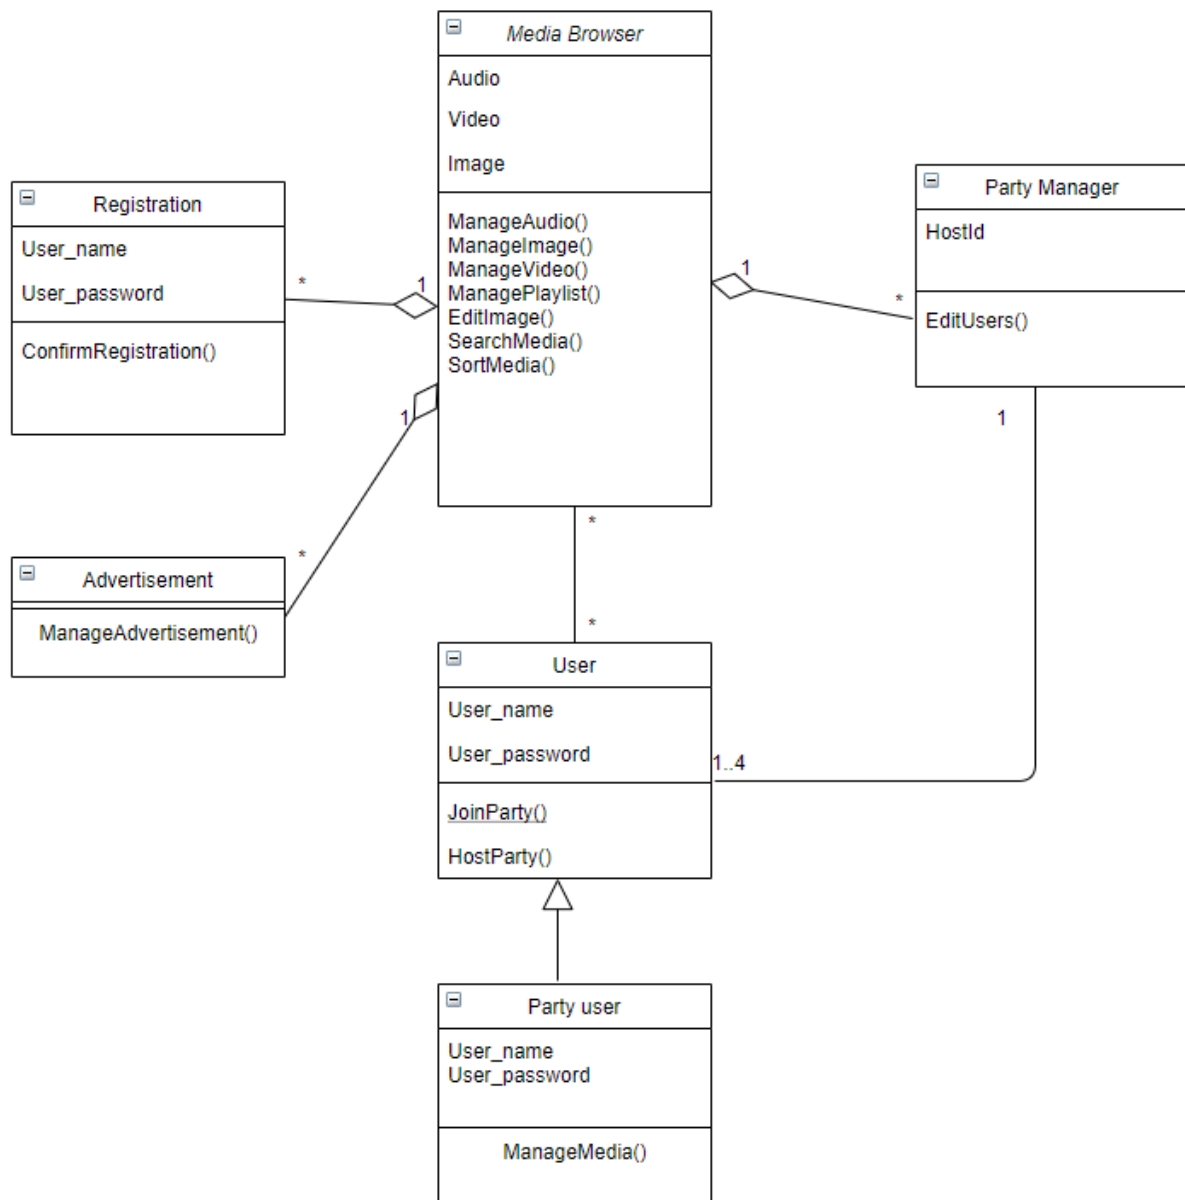 Media Browser
Audio
Video
Image
ManageAudio()
ManageImage()
ManageVideo()
ManagePlaylist()
EditImage()
SearchMedia()
SortMedia()
Registration
User_name
User_password
ConfirmRegistration()
*
1
Party Manager
HostId
EditUsers()
1
*
1
1
*
Advertisement
ManageAdvertisement()
*
*
User
User_name
User_password
JoinParty()
HostParty()
1..4
Party user
User_name
User_password
ManageMedia()